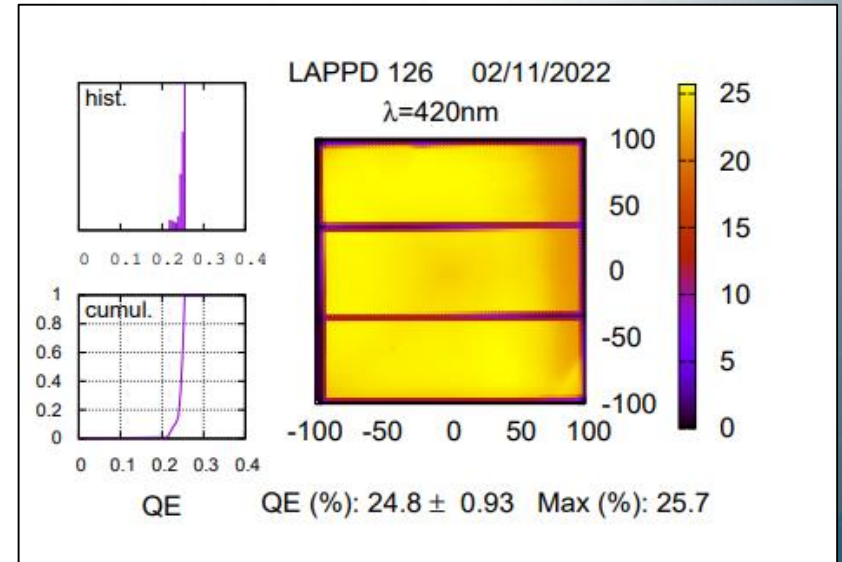 LAPPD 126 02/11/2022
λ=420nm
hist.
0 0.1 0.2 0.3 0.4
cumul.
1
0.8
0.6
0.4
0.2
0
0 0.1 0.2 0.3 0.4
QE
100
50
0
-50
-100
-100 -50 0 50 100
25
20
15
10
5
0
QE (%): 24.8 ± 0.93 Max (%): 25.7